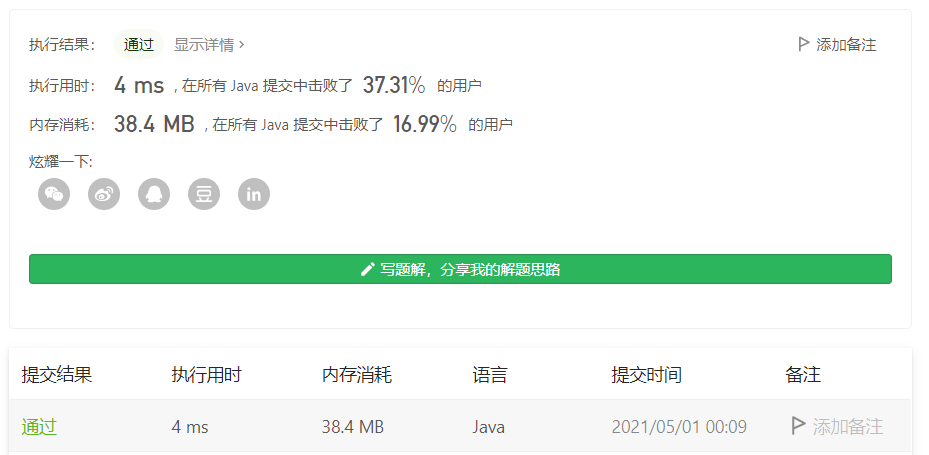 执行结果： 通过 显示详情 > 添加备注
执行用时： 4 ms , 在所有 Java 提交中击败了 37.31% 的用户
内存消耗： 38.4 MB , 在所有 Java 提交中击败了 16.99% 的用户
炫耀一下:
豆 in
写题解，分享我的解题思路
提交结果 执行用时 内存消耗 语言 提交时间 备注
通过 4 ms 38.4 MB Java 2021/05/01 00:09 添加备注